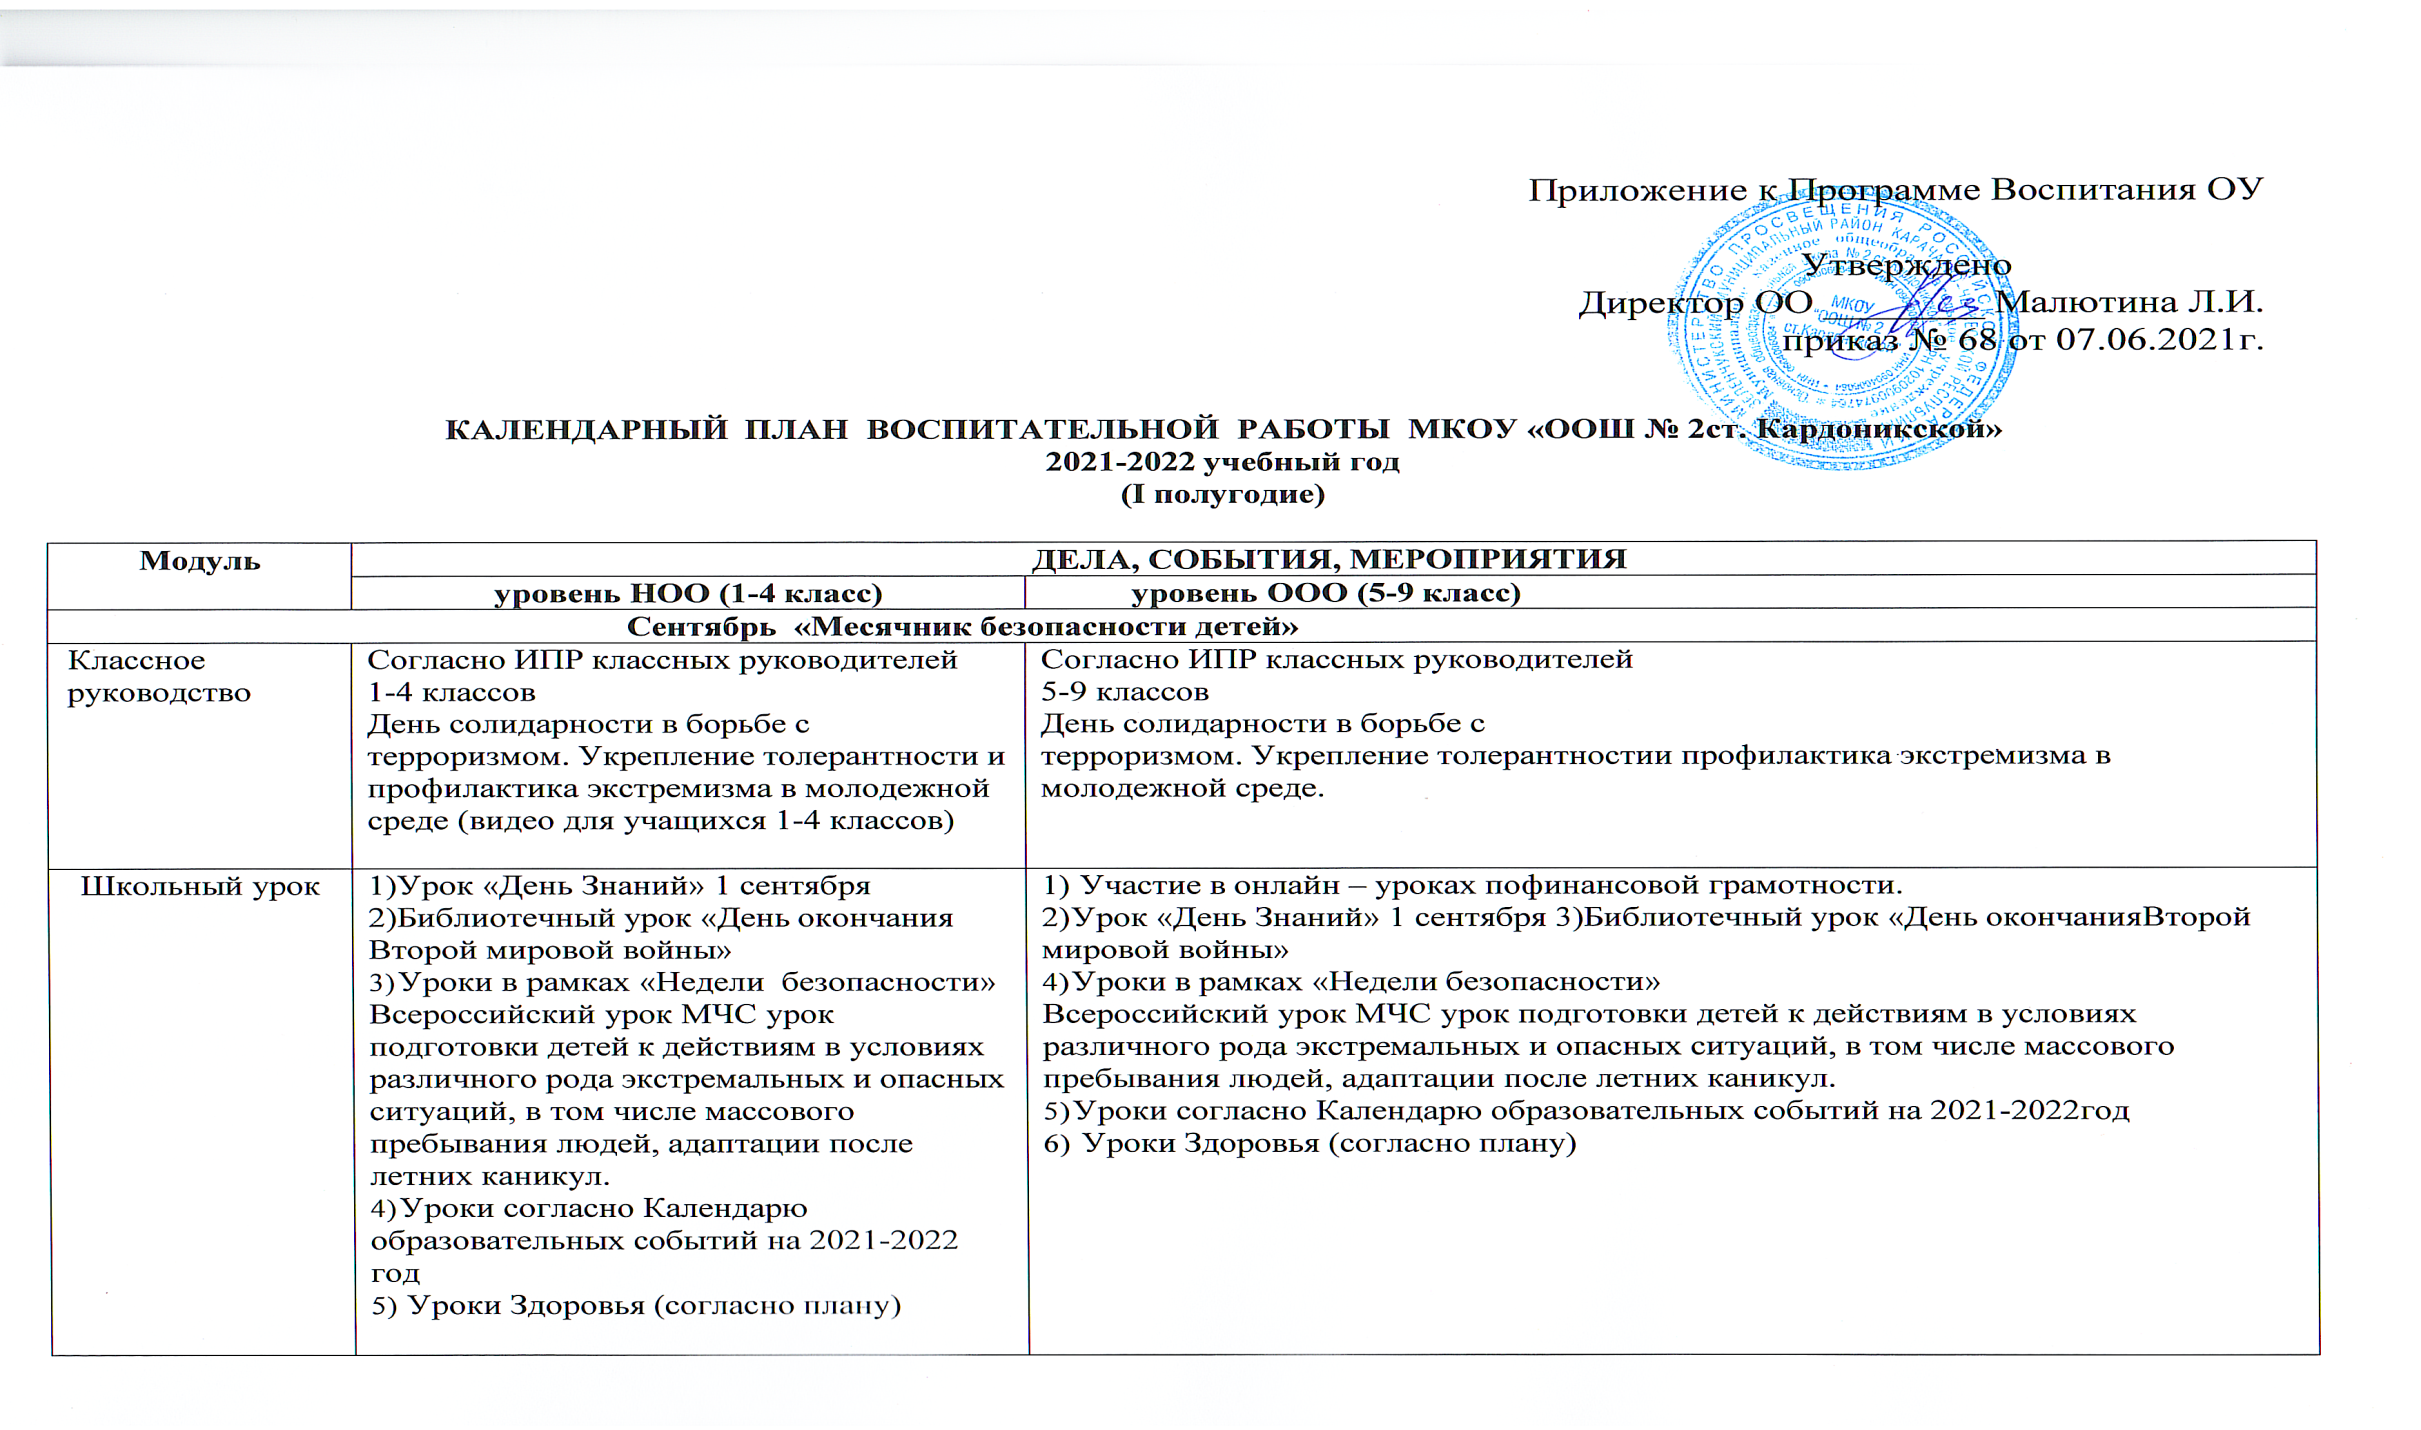 Приложение к Программе Воспитания ОУ
Утверждено
Директор ОО__________ Малютина Л.И.
приказ № 68 от 07.06.2021г.
МИНИСТЕРСТВО ПРОСВЕЩЕНИЯ РОССИЙСКОЙ ФЕДЕРАЦИИ
МКОУ
"ООШ № 2
КАЛЕНДАРНЫЙ ПЛАН ВОСПИТАТЕЛЬНОЙ РАБОТЫ МКОУ «ООШ № 2ст. Кардоникской»
2021-2022 учебный год
(I полугодие)
Модуль
ДЕЛА, СОБЫТИЯ, МЕРОПРИЯТИЯ
уровень НОО (1-4 класс)
уровень ООО (5-9 класс)
Сентябрь «Месячник безопасности детей»
Классное
руководство
Согласно ИПР классных руководителей
1-4 классов
День солидарности в борьбе с
терроризмом. Укрепление толерантности и
профилактика экстремизма в молодежной
среде (видео для учащихся 1-4 классов)
Согласно ИПР классных руководителей
5-9 классов
День солидарности в борьбе с
терроризмом. Укрепление толерантностии профилактика экстремизма в
молодежной среде.
Школьный урок
1)Урок «День Знаний» 1 сентября
2)Библиотечный урок «День окончания
Второй мировой войны»
3)Уроки в рамках «Недели безопасности»
Всероссийский урок МЧС урок
подготовки детей к действиям в условиях
различного рода экстремальных и опасных
ситуаций, в том числе массового
пребывания людей, адаптации после
летних каникул.
4)Уроки согласно Календарю
образовательных событий на 2021-2022
год
5) Уроки Здоровья (согласно плану)
1) Участие в онлайн – уроках пофинансовой грамотности.
2)Урок «День Знаний» 1 сентября 3)Библиотечный урок «День окончанияВторой
мировой войны»
4)Уроки в рамках «Недели безопасности»
Всероссийский урок МЧС урок подготовки детей к действиям в условиях
различного рода экстремальных и опасных ситуаций, в том числе массового
пребывания людей, адаптации после летних каникул.
5)Уроки согласно Календарю образовательных событий на 2021-2022год
6) Уроки Здоровья (согласно плану)